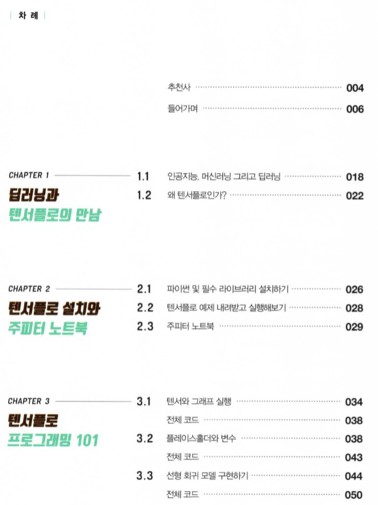 차 례
추천사 004
들어가며 006
CHAPTER 1
딥러닝과
텐서플로의 만남
1.1 인공지능, 머신러닝 그리고 딥러닝 018
1.2 왜 텐서플로인가? 022
CHAPTER 2
텐서플로 설치와
주피터 노트북
2.1 파이썬 및 필수 라이브러리 설치하기 026
2.2 텐서플로 예제 내려받고 실행해보기 028
2.3 주피터 노트북 029
CHAPTER 3
텐서플로
프로그래밍 101
3.1 텐서와 그래프 실행 034
전체 코드 038
3.2 플레이스홀더와 변수 038
전체 코드 043
3.3 선형 회귀 모델 구현하기 044
전체 코드 050